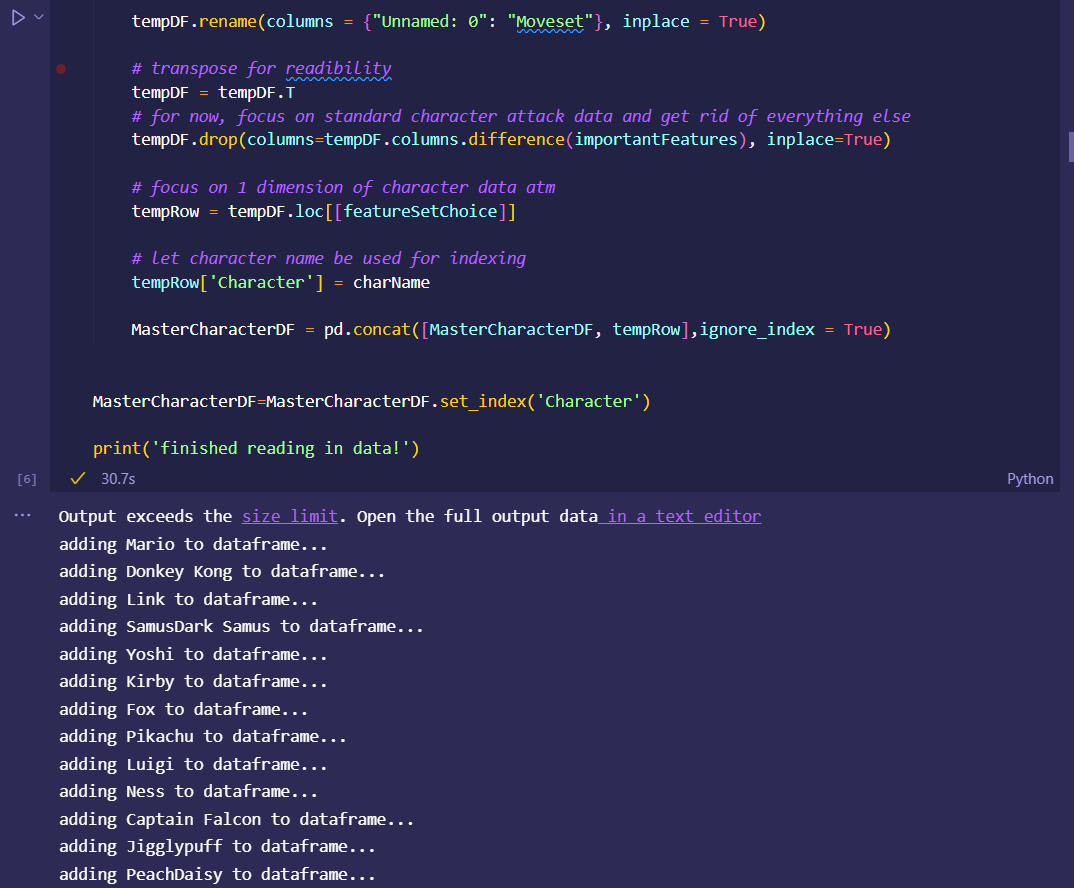 tempDF.rename(columns = {"Unnamed: 0": "Moveset"}, inplace = True)
# transpose for readibility
tempDF = tempDF.T
# for now, focus on standard character attack data and get rid of everything else
tempDF.drop(columns=tempDF.columns.difference(importantFeatures), inplace=True)
# focus on 1 dimension of character data atm
tempRow = tempDF.loc[[featureSetChoice]]
# let character name be used for indexing
tempRow['Character'] = charName
MasterCharacterDF = pd.concat([MasterCharacterDF, tempRow],ignore_index = True)
MasterCharacterDF=MasterCharacterDF.set_index('Character')
print('finished reading in data!')
[6] 30.7s Python
Output exceeds the size limit. Open the full output data in a text editor
adding Mario to dataframe...
adding Donkey Kong to dataframe...
adding Link to dataframe...
adding SamusDark Samus to dataframe...
adding Yoshi to dataframe...
adding Kirby to dataframe...
adding Fox to dataframe...
adding Pikachu to dataframe...
adding Luigi to dataframe...
adding Ness to dataframe...
adding Captain Falcon to dataframe...
adding Jigglypuff to dataframe...
adding PeachDaisy to dataframe...